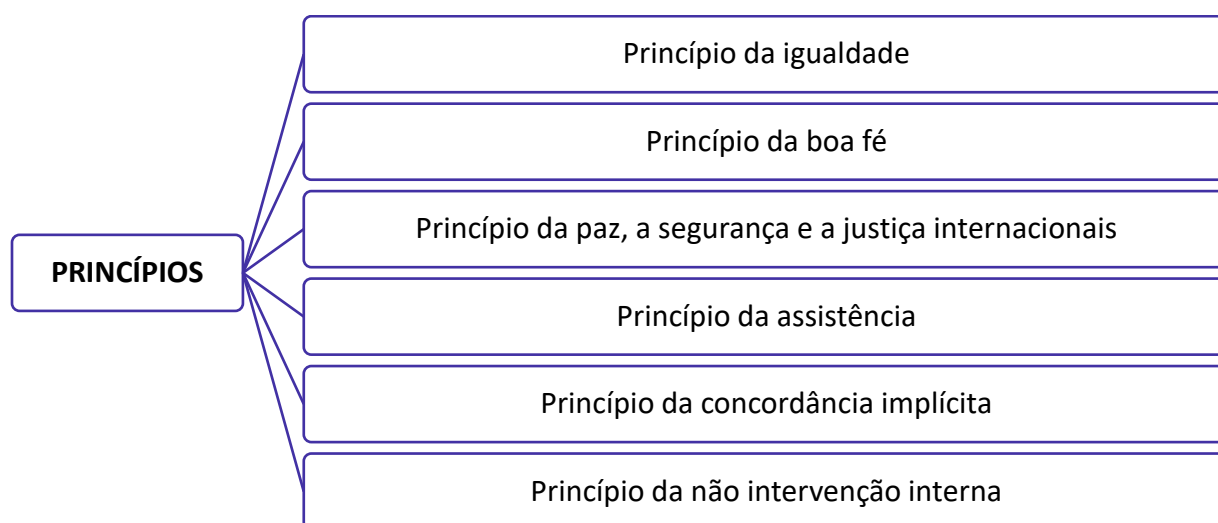 PRINCÍPIOS
Princípio da igualdade
Princípio da boa fé
Princípio da paz, a segurança e a justiça internacionais
Princípio da assistência
Princípio da concordância implícita
Princípio da não intervenção interna